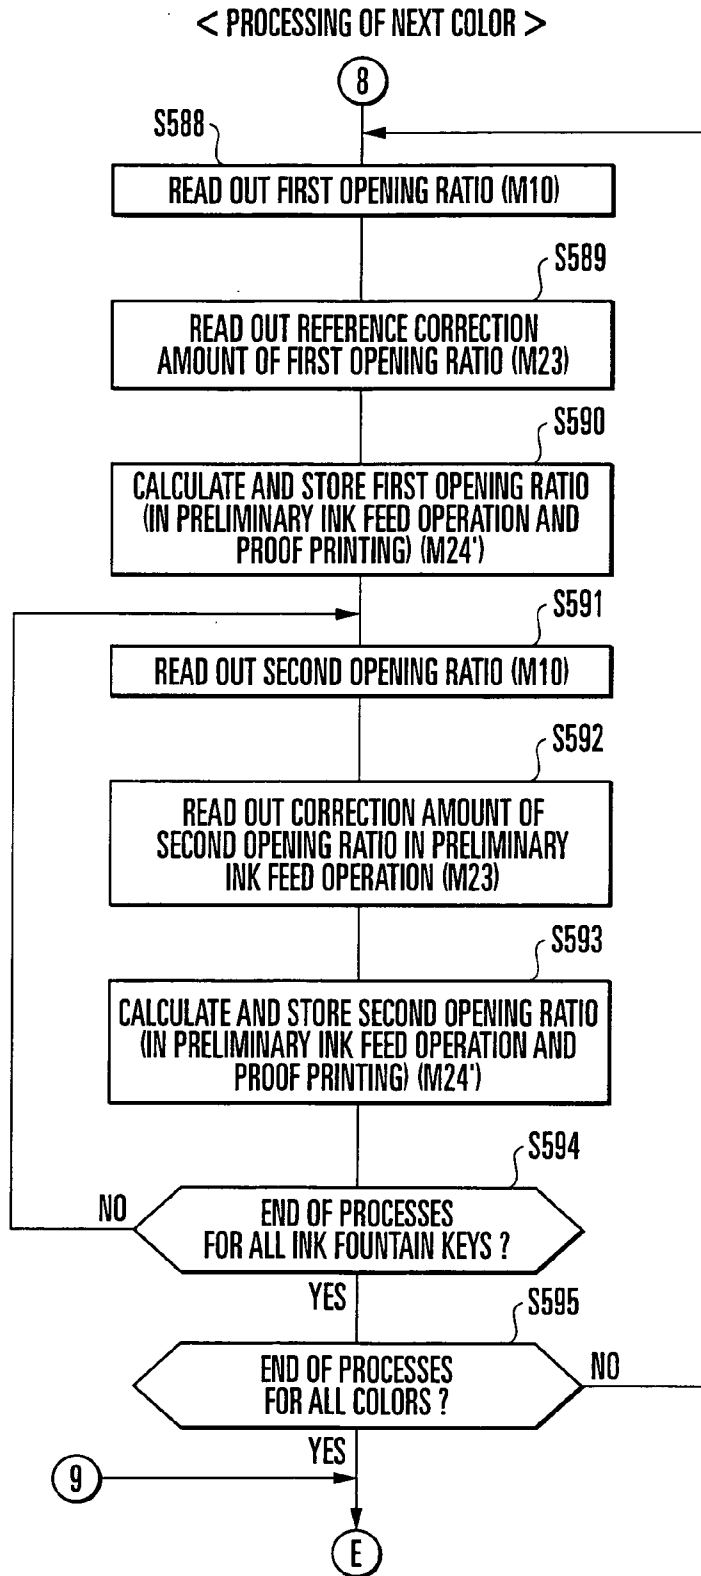 < PROCESSING OF NEXT COLOR >
8
S588
READ OUT FIRST OPENING RATIO (M10)
S589
READ OUT REFERENCE CORRECTION
AMOUNT OF FIRST OPENING RATIO (M23)
S590
CALCULATE AND STORE FIRST OPENING RATIO
(IN PRELIMINARY INK FEED OPERATION AND
PROOF PRINTING) (M24')
S591
READ OUT SECOND OPENING RATIO (M10)
S592
READ OUT CORRECTION AMOUNT OF
SECOND OPENING RATIO IN PRELIMINARY
INK FEED OPERATION (M23)
S593
CALCULATE AND STORE SECOND OPENING RATIO
(IN PRELIMINARY INK FEED OPERATION AND
PROOF PRINTING) (M24')
S594
NO
END OF PROCESSES
FOR ALL INK FOUNTAIN KEYS ?
YES
S595
END OF PROCESSES
FOR ALL COLORS ?
NO
YES
9
E